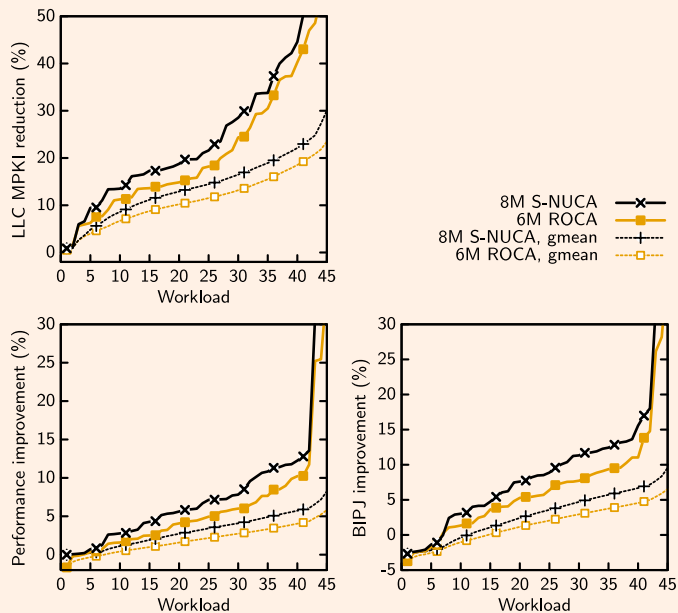 50
40
30
20
10
0
LLC MPKI reduction (%)
0 5 10 15 20 25 30 35 40 45
Workload
8M S-NUCA
6M ROCA
8M S-NUCA, gmean
6M ROCA, gmean
30
25
20
15
10
5
0
Performance improvement (%)
0 5 10 15 20 25 30 35 40 45
Workload
30
25
20
15
10
5
0
-5
BIPJ improvement (%)
0 5 10 15 20 25 30 35 40 45
Workload